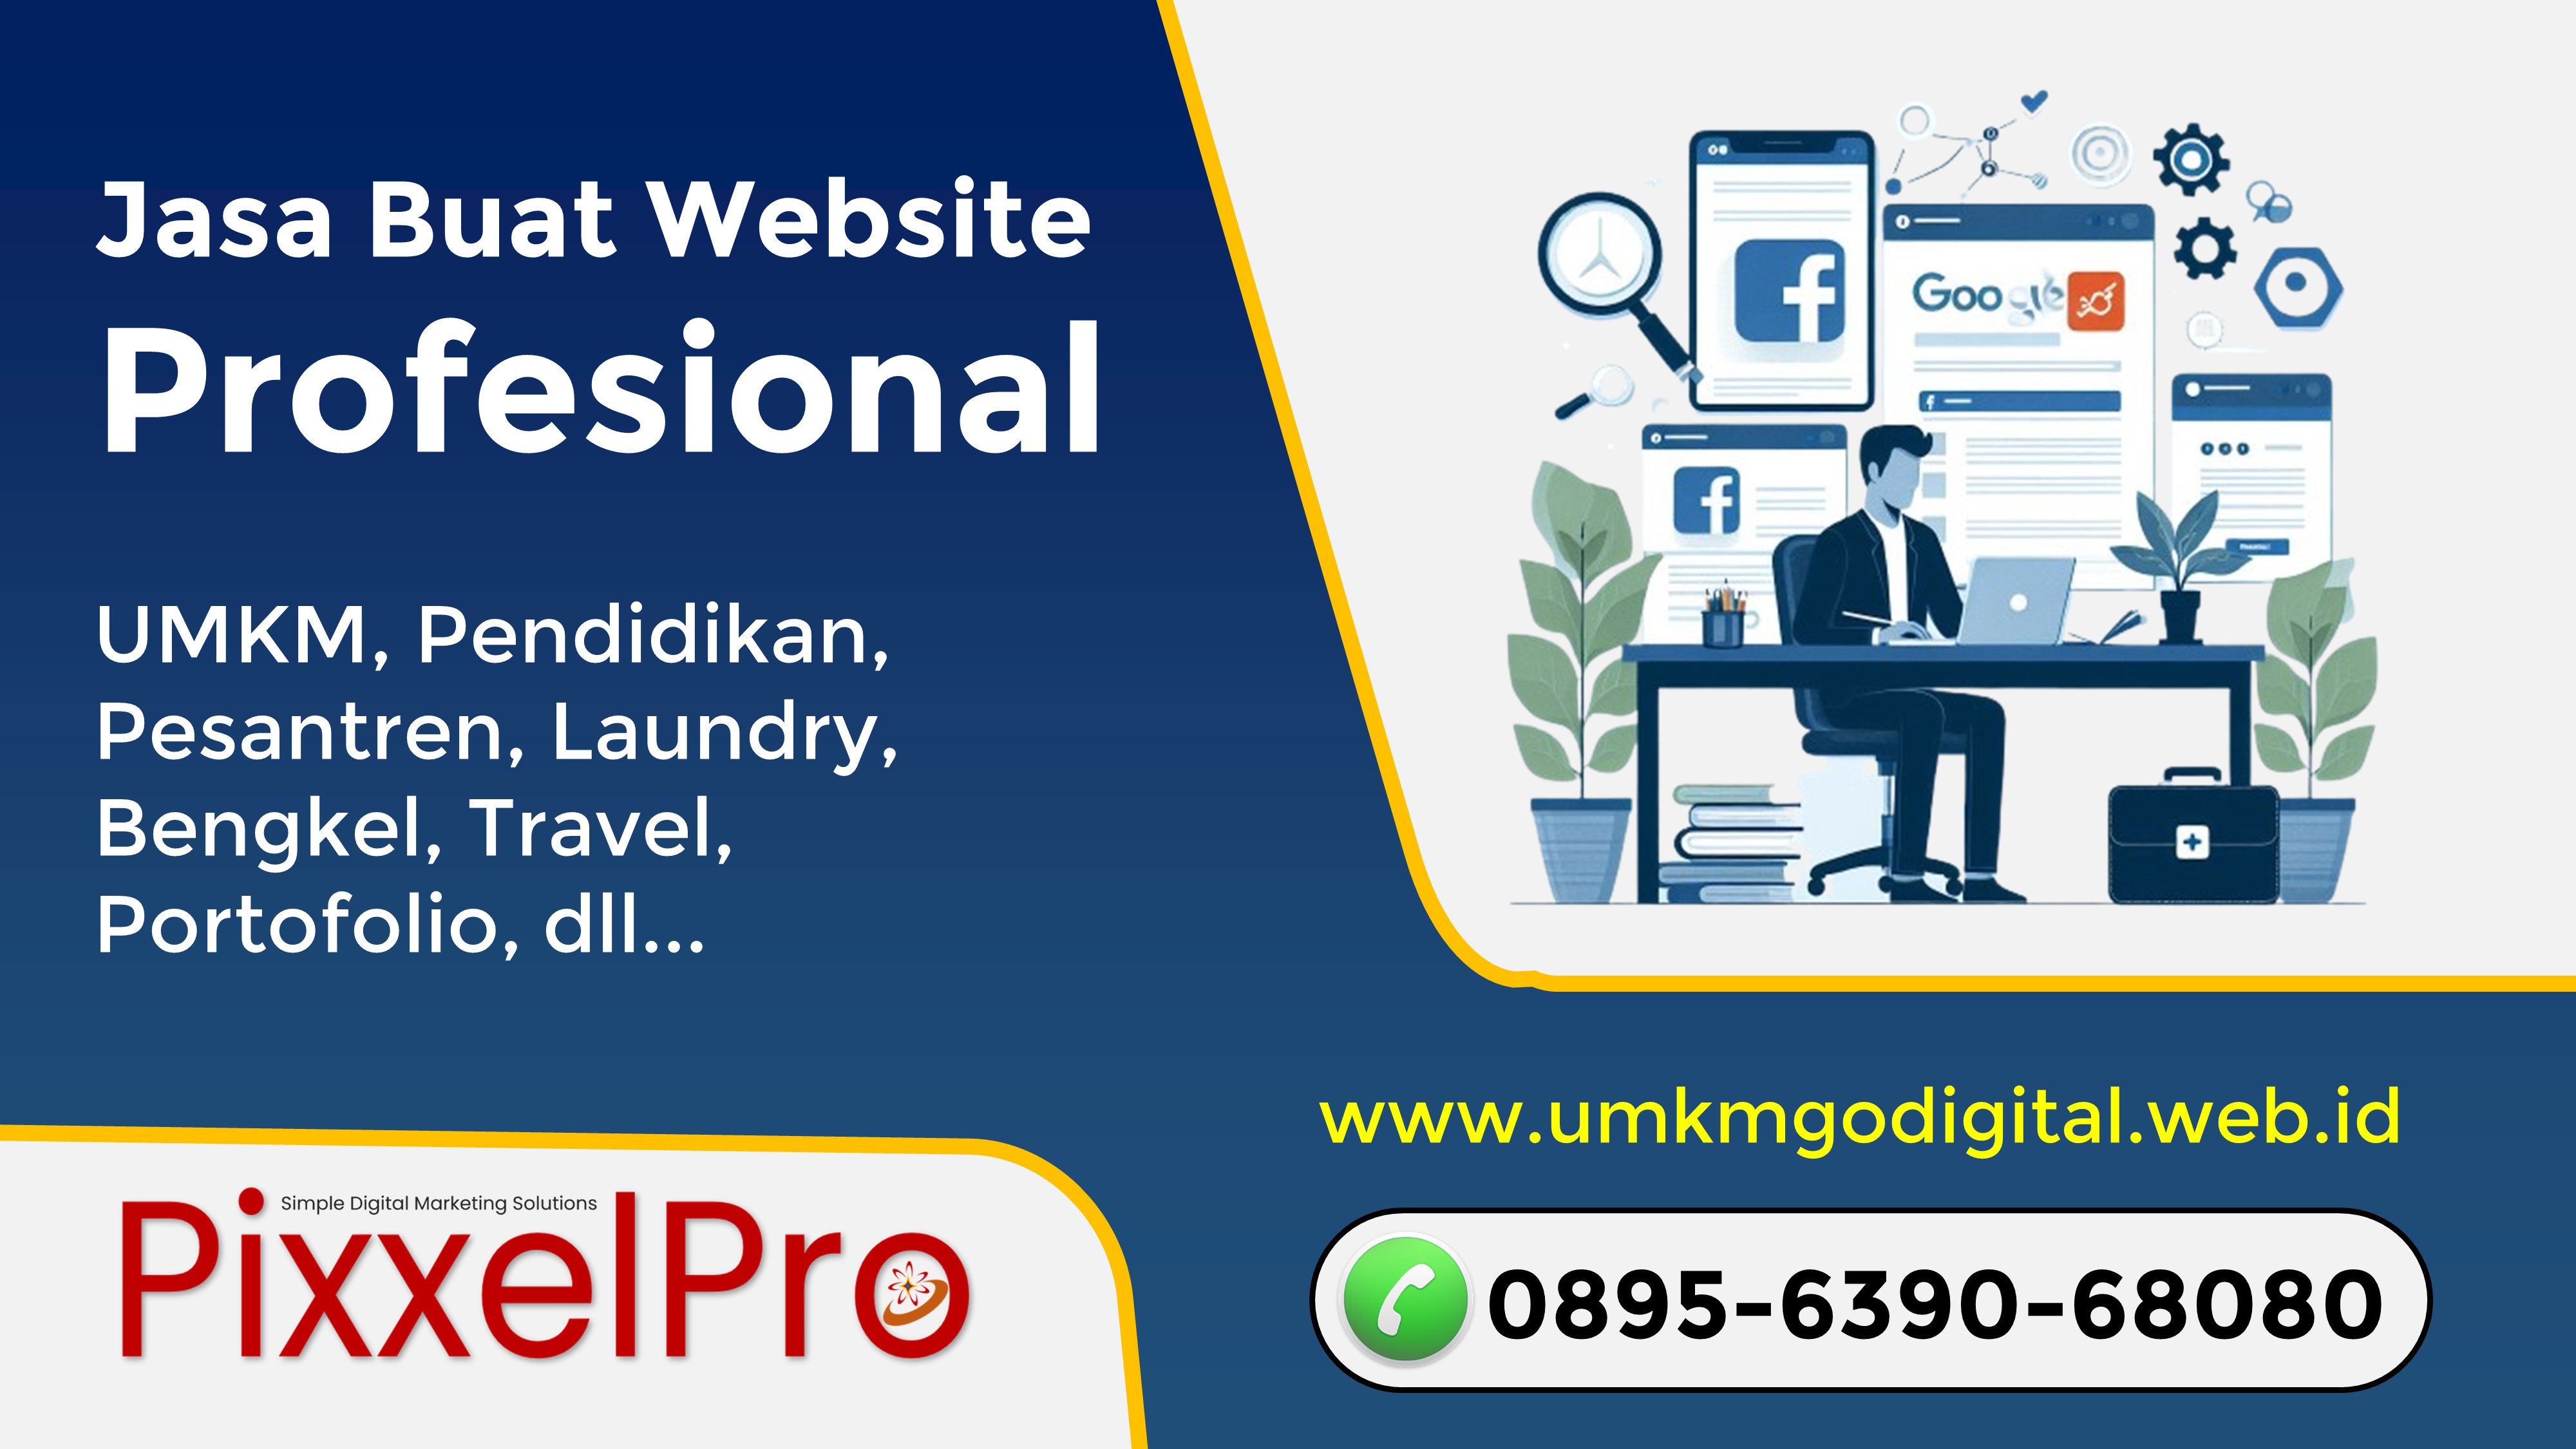 Jasa Buat Website
Profesional
UMKM, Pendidikan,
Pesantren, Laundry,
Bengkel, Travel,
Portofolio, dll...
Google
www.umkmgodigital.web.id
Simple Digital Marketing Solutions
PixxelPro
0895-6390-68080